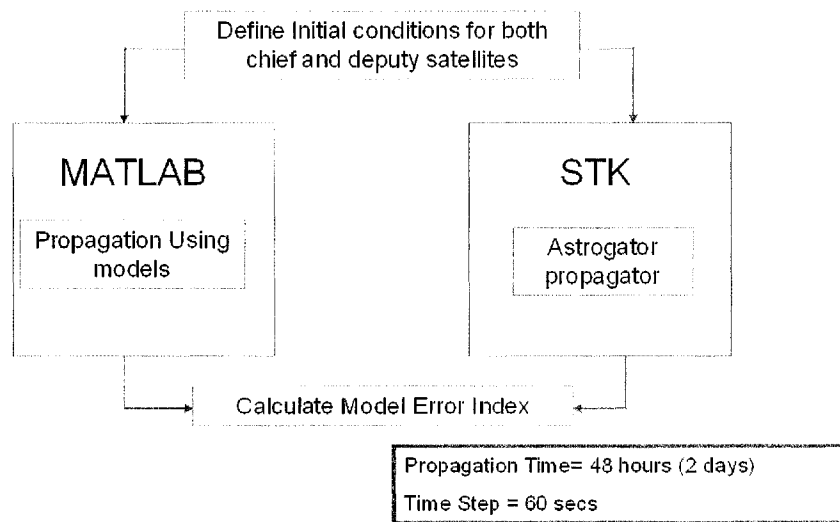 Define Initial conditions for both
chief and deputy satellites
MATLAB
Propagation Using
models
STK
Astrogator
propagator
Calculate Model Error Index
Propagation Time= 48 hours (2 days)
Time Step = 60 secs